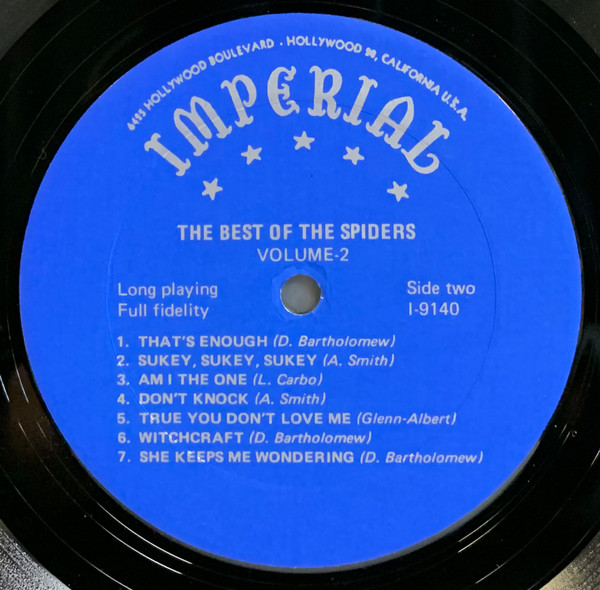 6425 HOLLYWOOD BOULEVARD · HOLLYWOOD 28, CALIFORNIA U.S.A.
IMPERIAL
THE BEST OF THE SPIDERS
VOLUME-2
Long playing Side two
Full fidelity I-9140
1. THAT'S ENOUGH (D. Bartholomew)
2. SUKEY, SUKEY, SUKEY (A. Smith)
3. AM I THE ONE (L. Carbo)
4. DON'T KNOCK (A. Smith)
5. TRUE YOU DON'T LOVE ME (Glenn-Albert)
6. WITCHCRAFT (D. Bartholomew)
7. SHE KEEPS ME WONDERING (D. Bartholomew)